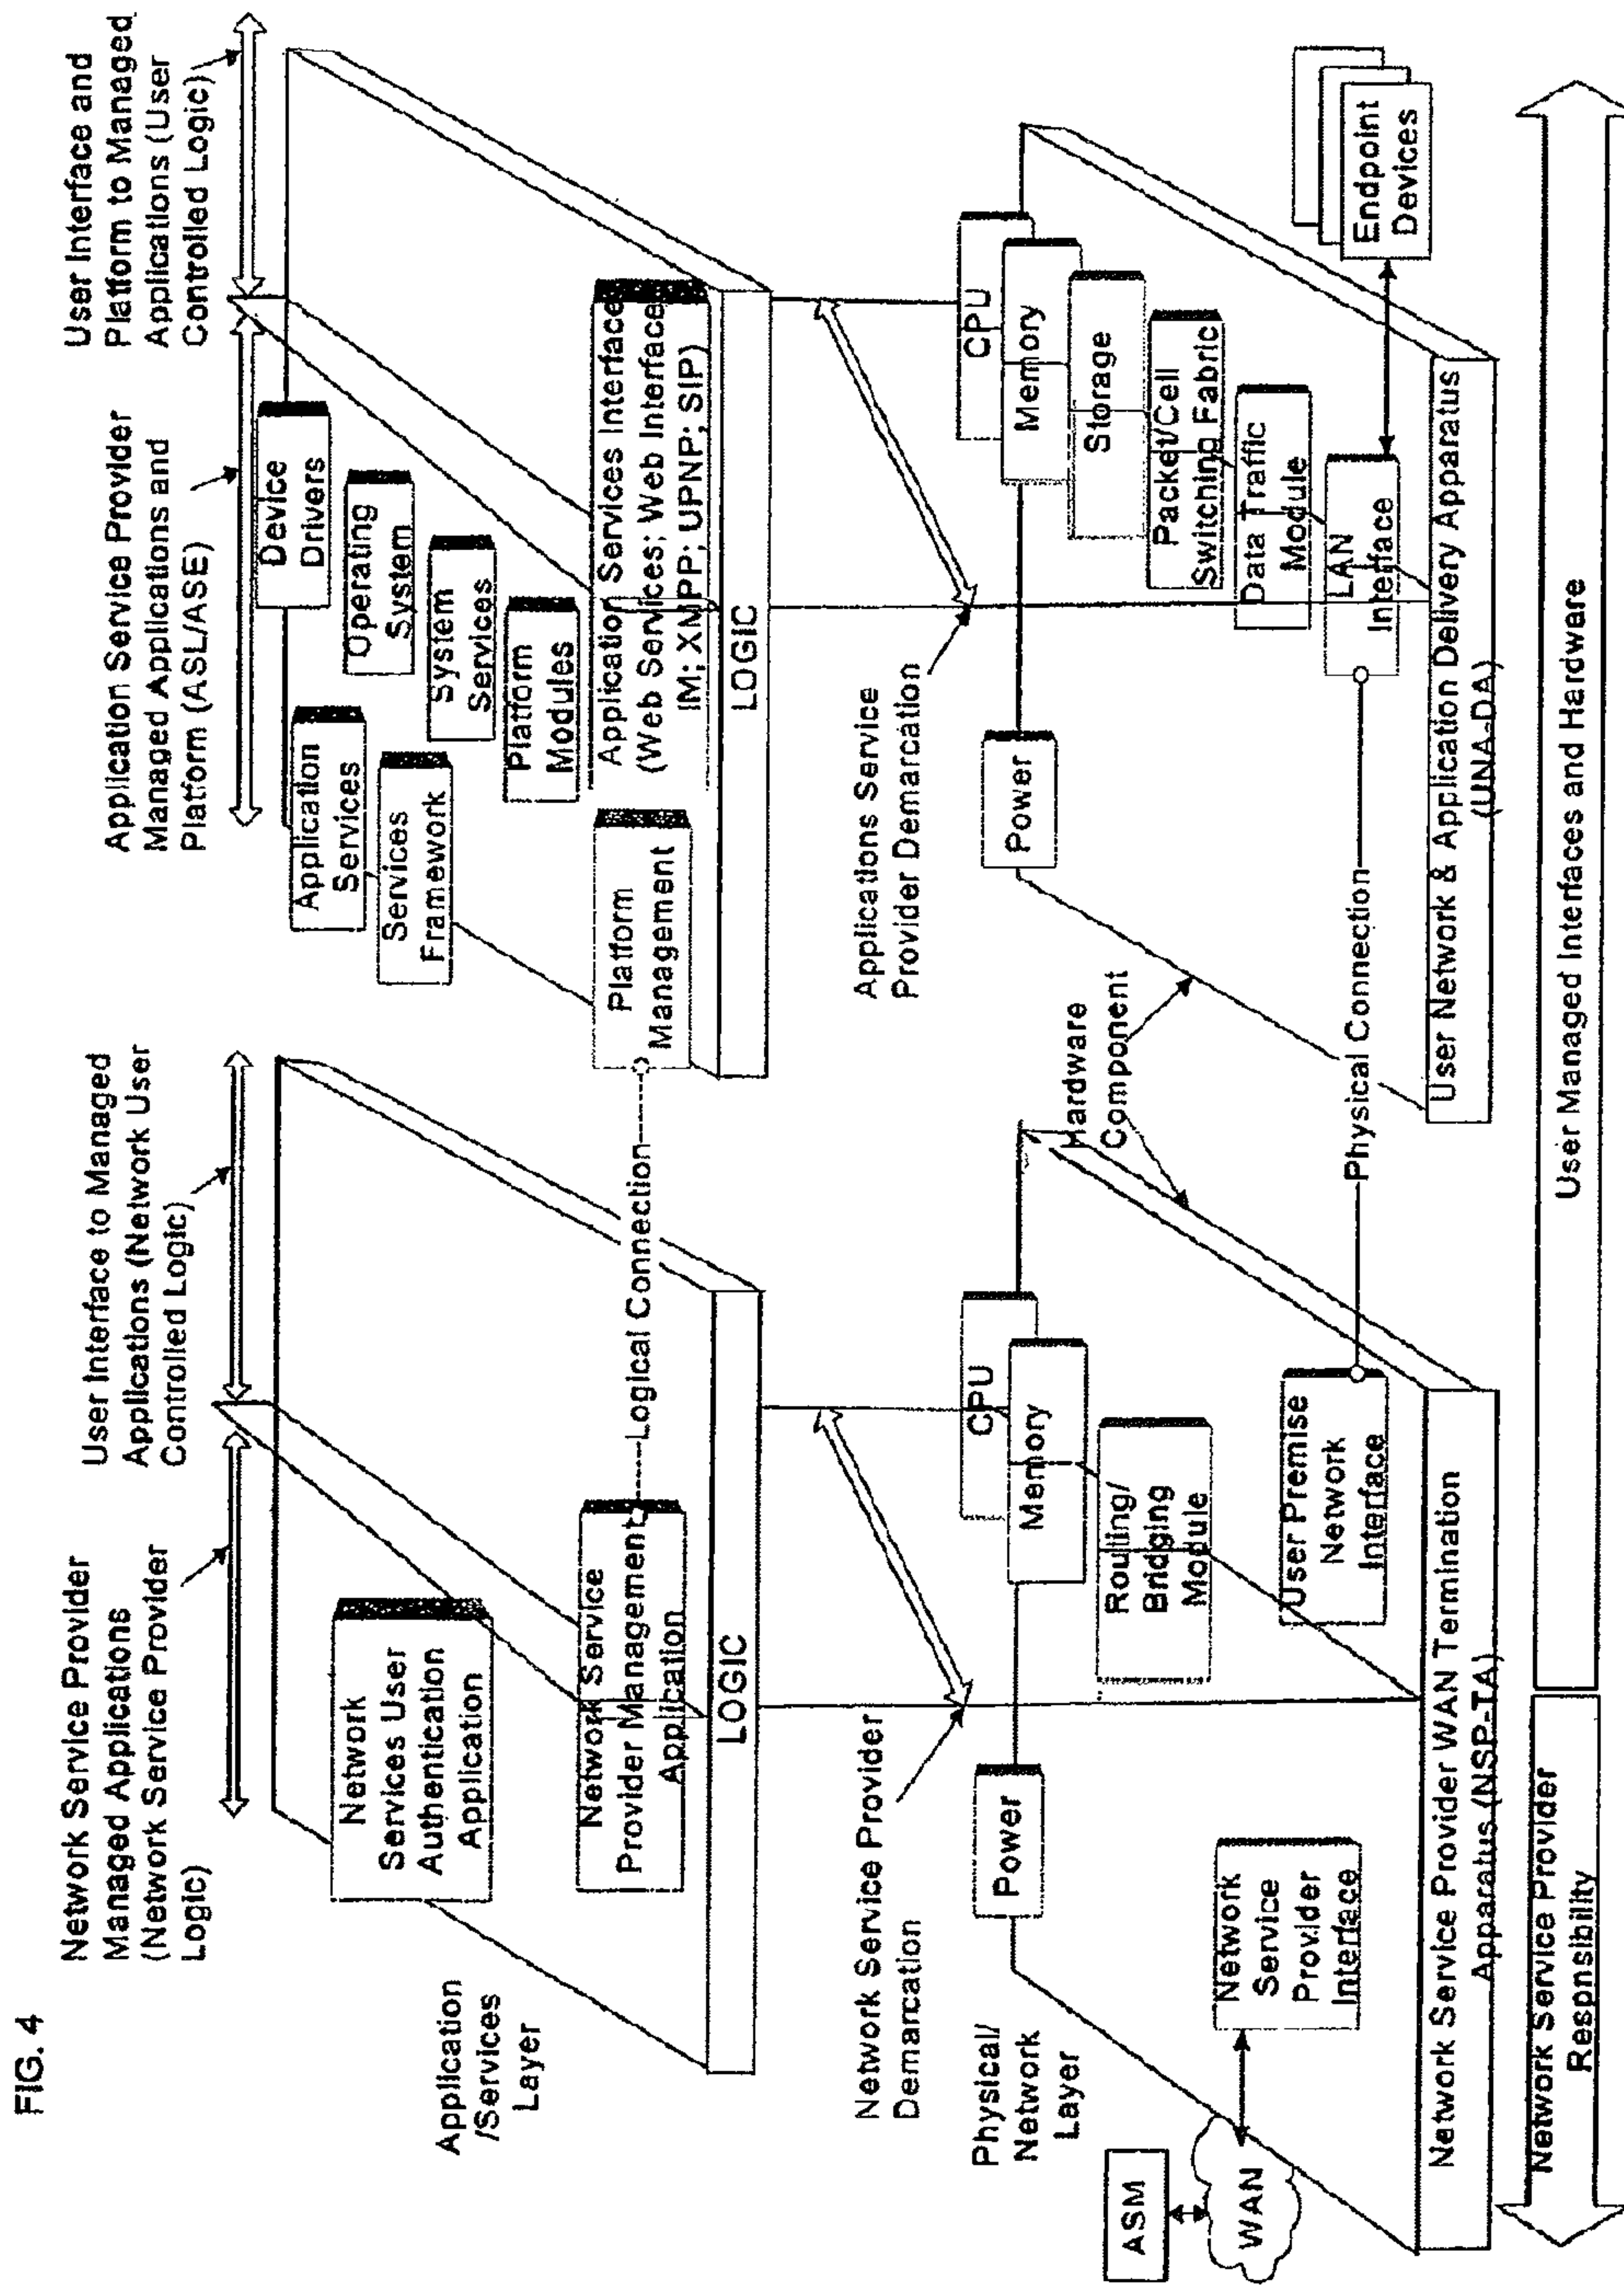 FIG. 4
Network Service Provider
Managed Applications
(Network Service Provider
Logic)
User Interface to Managed
Applications (Network User
Controlled Logic)
Application Service Provider
Managed Applications and
Platform (ASL/ASE)
User Interface and
Platform to Managed
Applications (User
Controlled Logic)
Application
/Services
Layer
Network
Services User
Authentication
Application
Network Service
Provider Management
Application
LOGIC
Logical Connection
Application
Services
Services
Framework
Platform
Management
Device
Drivers
Operating
System
System
Services
Platform
Modules
Application Services Interface
(Web Services; Web Interface
IM; XMPP; UPNP; SIP)
LOGIC
Network Service Provider
Demarcation
Applications Service
Provider Demarcation
Physical/
Network
Layer
ASM
WAN
Network
Service
Provider
Interface
Power
CPU
Memory
Routing/
Bridging
Module
User Premise
Network
Interface
Hardware
Component
Physical Connection
Power
CPU
Memory
Storage
Packet/Cell
Switching Fabric
Data Traffic
Module
LAN
Interface
Endpoint
Devices
Network Service Provider WAN Termination
Apparatus (NSP-TA)
User Network & Application Delivery Apparatus
(UNA-DA)
Network Service Provider
Respnsibility
User Managed Interfaces and Hardware